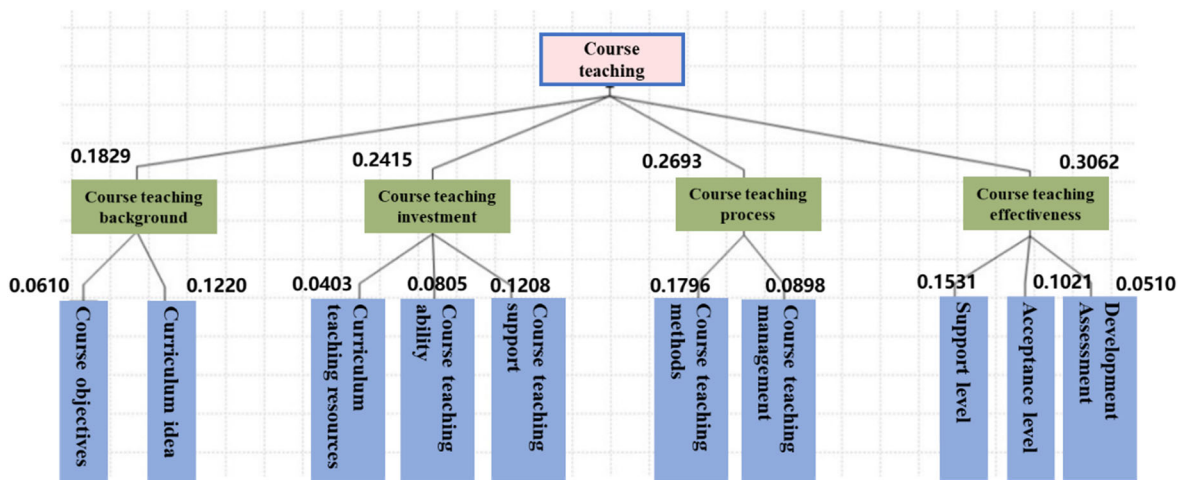 Course
teaching
0.1829
0.2415
0.2693
0.3062
Course teaching
background
Course teaching
investment
Course teaching
process
Course teaching
effectiveness
0.0610
0.1220
0.0403
0.0805
0.1208
0.1796
0.0898
0.1531
0.1021
0.0510
Course objectives
Curriculum idea
Curriculum
teaching resources
Course teaching
ability
Course teaching
support
Course teaching
methods
Course teaching
management
Support level
Acceptance level
Development
Assessment